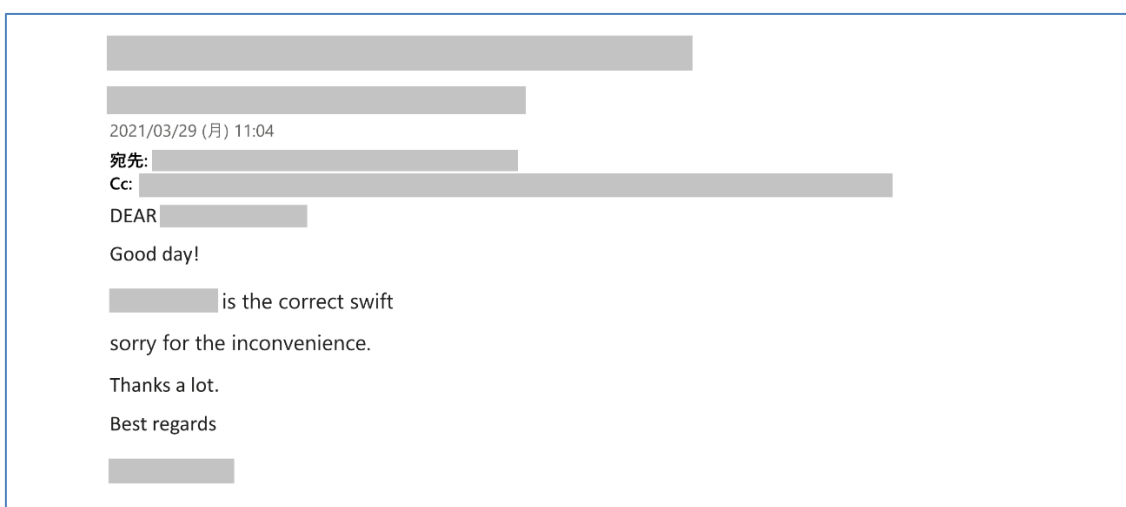 2021/03/29 (月) 11:04
宛先:
Cc:
DEAR
Good day!
is the correct swift
sorry for the inconvenience.
Thanks a lot.
Best regards